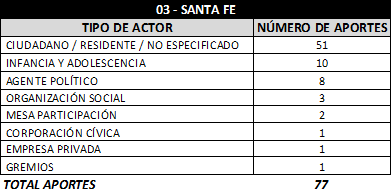 03 - SANTA FE
TIPO DE ACTOR NÚMERO DE APORTES
CIUDADANO / RESIDENTE / NO ESPECIFICADO 51
INFANCIA Y ADOLESCENCIA 10
AGENTE POLÍTICO 8
ORGANIZACIÓN SOCIAL 3
MESA PARTICIPACIÓN 2
CORPORACIÓN CÍVICA 1
EMPRESA PRIVADA 1
GREMIOS 1
TOTAL APORTES 77